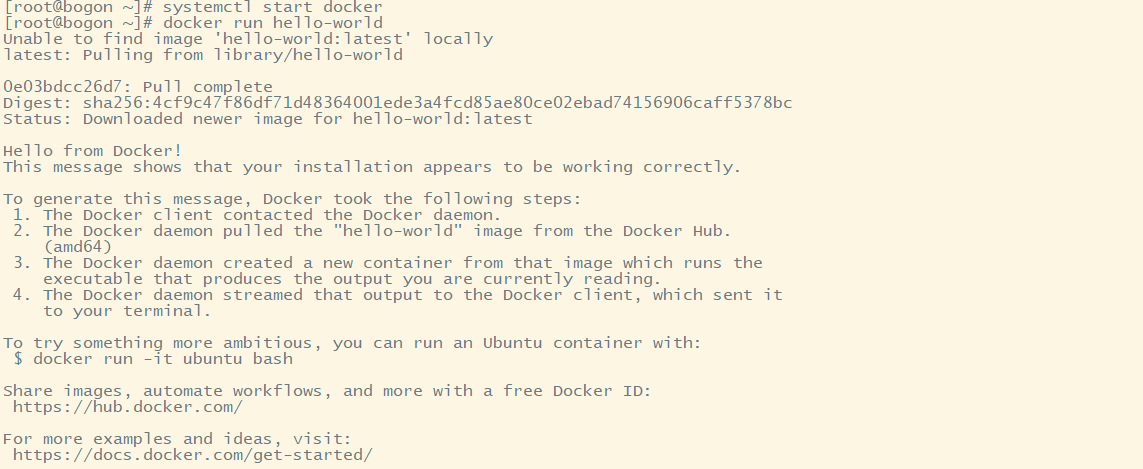 [root@bogon ~]# systemctl start docker
[root@bogon ~]# docker run hello-world
Unable to find image 'hello-world:latest' locally
latest: Pulling from library/hello-world
0e03bdcc26d7: Pull complete
Digest: sha256:4cf9c47f86df71d48364001ede3a4fcd85ae80ce02ebad74156906caff5378bc
Status: Downloaded newer image for hello-world:latest
Hello from Docker!
This message shows that your installation appears to be working correctly.
To generate this message, Docker took the following steps:
1. The Docker client contacted the Docker daemon.
2. The Docker daemon pulled the "hello-world" image from the Docker Hub.
(amd64)
3. The Docker daemon created a new container from that image which runs the
executable that produces the output you are currently reading.
4. The Docker daemon streamed that output to the Docker client, which sent it
to your terminal.
To try something more ambitious, you can run an Ubuntu container with:
$ docker run -it ubuntu bash
Share images, automate workflows, and more with a free Docker ID:
https://hub.docker.com/
For more examples and ideas, visit:
https://docs.docker.com/get-started/